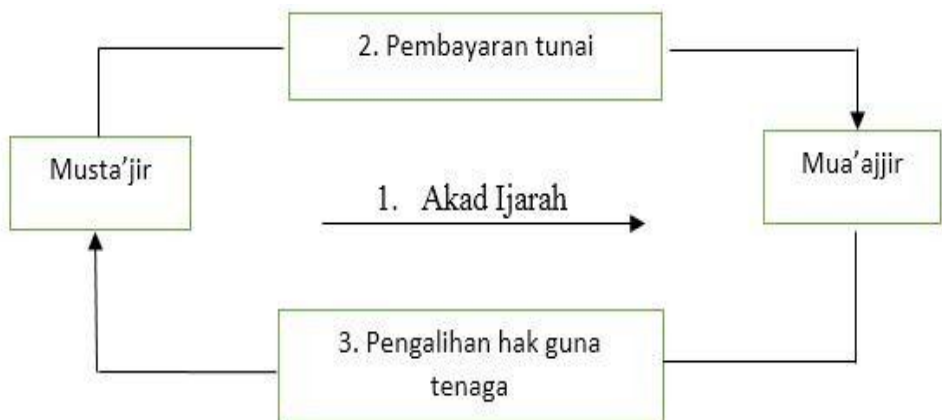 2. Pembayaran tunai
Musta’jir
Mua’ajjir
1. Akad Ijarah
3. Pengalihan hak guna
tenaga